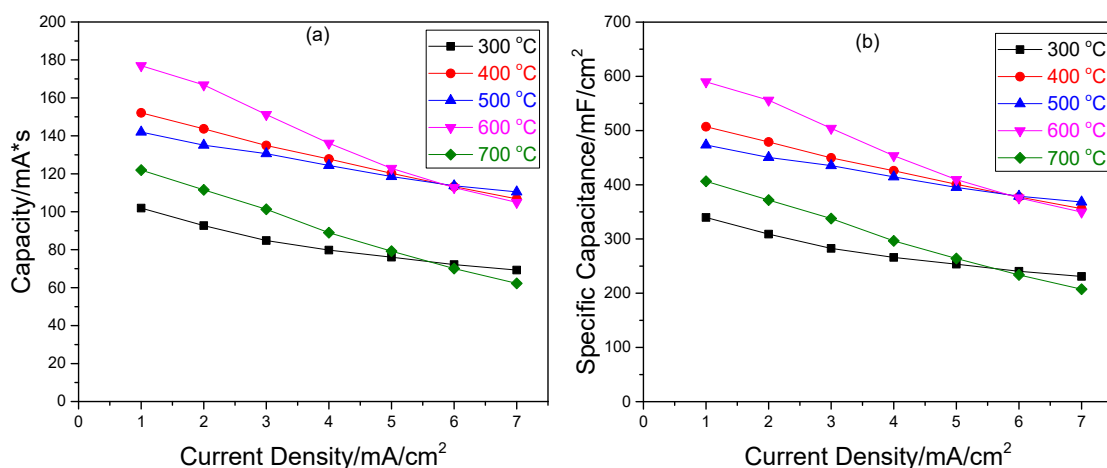 (a)
300 °C
400 °C
500 °C
600 °C
700 °C
Capacity/mA*s
200
180
160
140
120
100
80
60
40
20
0
0 1 2 3 4 5 6 7
Current Density/mA/cm²
(b)
300 °C
400 °C
500 °C
600 °C
700 °C
Specific Capacitance/mF/cm²
700
600
500
400
300
200
100
0
0 1 2 3 4 5 6 7
Current Density/mA/cm²